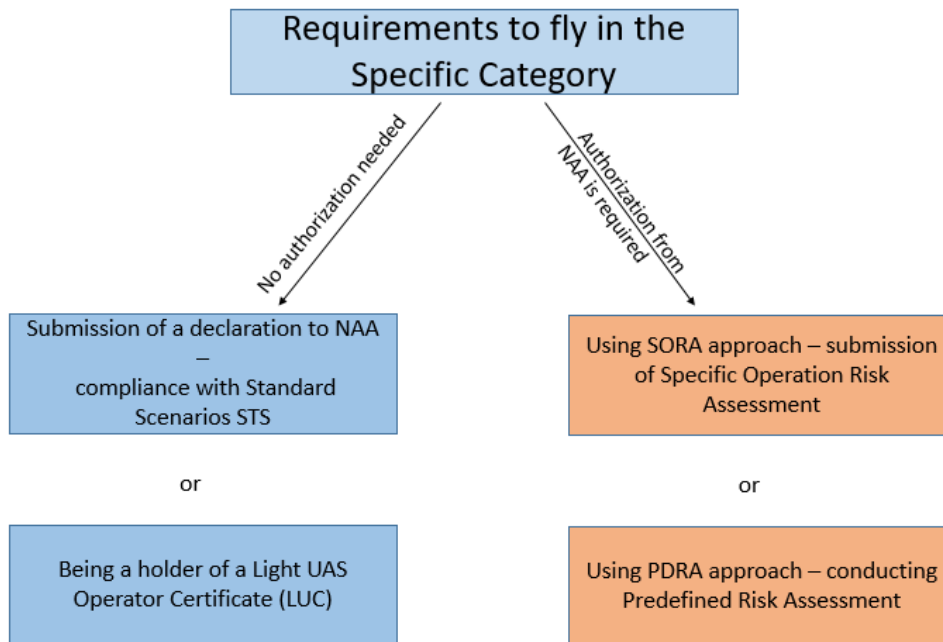 Requirements to fly in the
Specific Category
No authorization needed
Authorization from
NAA is required
Submission of a declaration to NAA
–
compliance with Standard
Scenarios STS
or
Being a holder of a Light UAS
Operator Certificate (LUC)
Using SORA approach – submission
of Specific Operation Risk
Assessment
or
Using PDRA approach – conducting
Predefined Risk Assessment